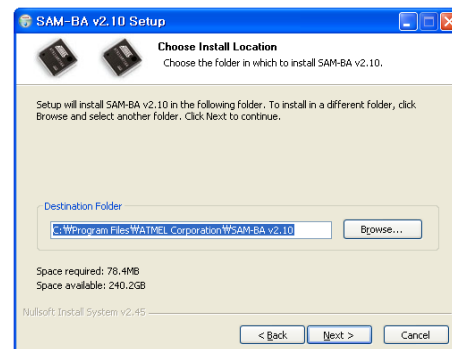 SAM-BA v2.10 Setup
Choose Install Location
Choose the folder in which to install SAM-BA v2.10.
Setup will install SAM-BA v2.10 in the following folder. To install in a different folder, click
Browse and select another folder. Click Next to continue.
Destination Folder
C:₩Program Files₩ATMEL Corporation₩SAM-BA v2.10
Browse...
Space required: 78.4MB
Space available: 240.2GB
Nullsoft Install System v2.45
< Back
Next >
Cancel